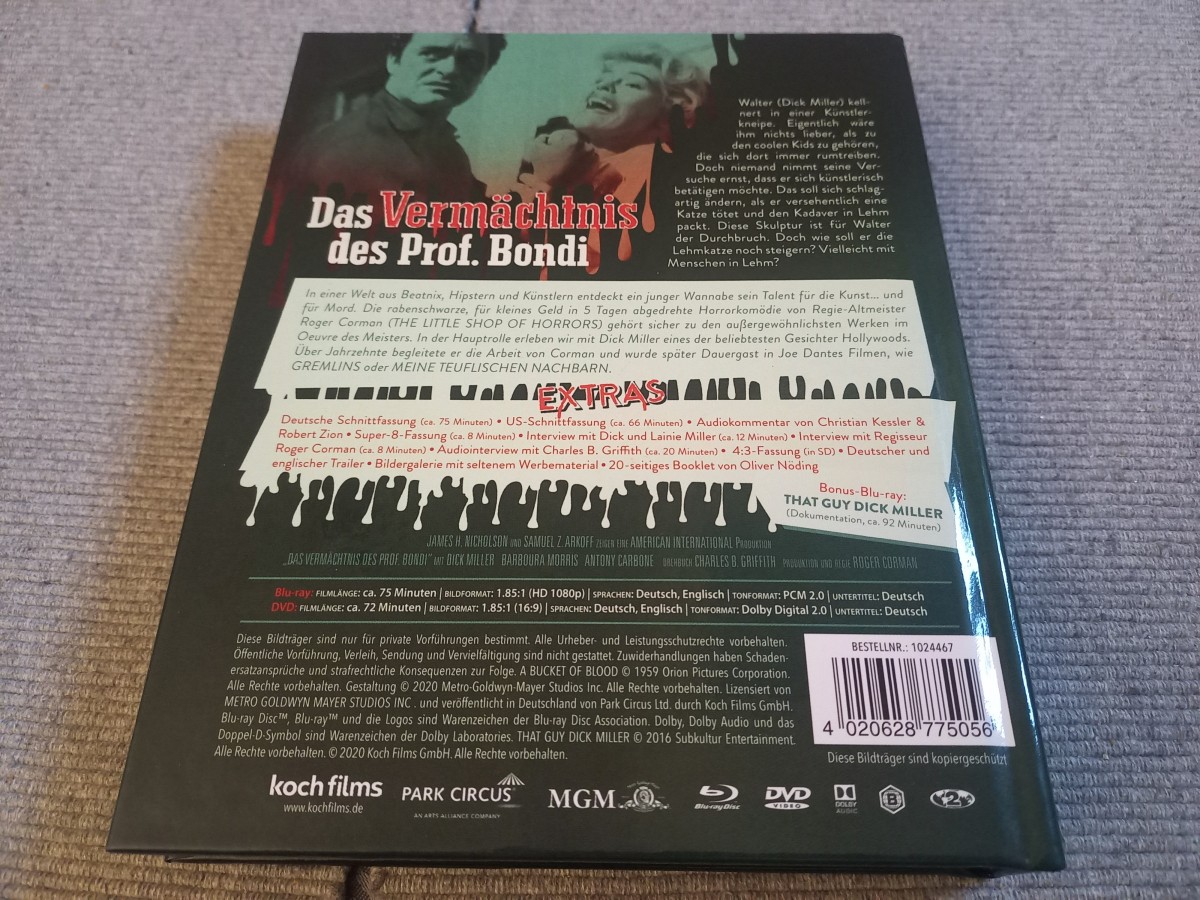 Walter (Dick Miller) kell-
nert in einer Künstler-
kneipe. Eigentlich wäre
ihm nichts lieber, als zu
den coolen Kids zu gehören,
die sich dort immer rumtreiben.
Doch niemand nimmt seine Ver-
suche ernst, dass er sich künstlerisch
betätigen möchte. Das soll sich schlag-
artig ändern, als er versehentlich eine
Katze tötet und den Kadaver in Lehm
packt. Diese Skulptur ist für Walter
der Durchbruch. Doch wie soll er die
Lehmkatze noch steigern? Vielleicht mit
Menschen in Lehm?
Das Vermächtnis
des Prof. Bondi
In einer Welt aus Beatnix, Hipstern und Künstlern entdeckt ein junger Wannabe sein Talent für die Kunst... und
für Mord. Die rabenschwarze, für kleines Geld in 5 Tagen abgedrehte Horrorkomödie von Regie-Altmeister
Roger Corman (THE LITTLE SHOP OF HORRORS) gehört sicher zu den außergewöhnlichsten Werken im
Oeuvre des Meisters. In der Hauptrolle erleben wir mit Dick Miller eines der beliebtesten Gesichter Hollywoods.
Über Jahrzehnte begleitete er die Arbeit von Corman und wurde später Dauergast in Joe Dantes Filmen, wie
GREMLINS oder MEINE TEUFLISCHEN NACHBARN.
EXTRAS
Deutsche Schnittfassung (ca. 75 Minuten) • US-Schnittfassung (ca. 66 Minuten) • Audiokommentar von Christian Kessler &
Robert Zion • Super-8-Fassung (ca. 8 Minuten) • Interview mit Dick und Lainie Miller (ca. 12 Minuten) • Interview mit Regisseur
Roger Corman (ca. 8 Minuten) • Audiointerview mit Charles B. Griffith (ca. 20 Minuten) • 4:3-Fassung (in SD) • Deutscher und
englischer Trailer • Bildergalerie mit seltenem Werbematerial • 20-seitiges Booklet von Oliver Nöding
Bonus-Blu-ray:
THAT GUY DICK MILLER
(Dokumentation, ca. 92 Minuten)
JAMES H. NICHOLSON UND SAMUEL Z. ARKOFF ZEIGEN EINE AMERICAN INTERNATIONAL PRODUKTION
„DAS VERMÄCHTNIS DES PROF. BONDI" MIT DICK MILLER BARBOURA MORRIS ANTONY CARBONE DREHBUCH CHARLES B. GRIFFITH PRODUKTION UND REGIE ROGER CORMAN
Blu-ray: FILMLÄNGE: ca. 75 Minuten | BILDFORMAT: 1.85:1 (HD 1080p) | SPRACHEN: Deutsch, Englisch | TONFORMAT: PCM 2.0 | UNTERTITEL: Deutsch
DVD: FILMLÄNGE: ca. 72 Minuten | BILDFORMAT: 1.85:1 (16:9) | SPRACHEN: Deutsch, Englisch | TONFORMAT: Dolby Digital 2.0 | UNTERTITEL: Deutsch
Diese Bildträger sind nur für private Vorführungen bestimmt. Alle Urheber- und Leistungsschutzrechte vorbehalten.
Öffentliche Vorführung, Verleih, Sendung und Vervielfältigung sind nicht gestattet. Zuwiderhandlungen haben Schaden-
ersatzansprüche und strafrechtliche Konsequenzen zur Folge. A BUCKET OF BLOOD © 1959 Orion Pictures Corporation.
Alle Rechte vorbehalten. Gestaltung © 2020 Metro-Goldwyn-Mayer Studios Inc. Alle Rechte vorbehalten. Lizensiert von
METRO GOLDWYN MAYER STUDIOS INC . und veröffentlicht in Deutschland von Park Circus Ltd. durch Koch Films GmbH.
Blu-ray Disc™, Blu-ray™ und die Logos sind Warenzeichen der Blu-ray Disc Association. Dolby, Dolby Audio und das
Doppel-D-Symbol sind Warenzeichen der Dolby Laboratories. THAT GUY DICK MILLER © 2016 Subkultur Entertainment.
Alle Rechte vorbehalten. © 2020 Koch Films GmbH. Alle Rechte vorbehalten.
BESTELLNR.: 1024467
4 020628 775056
Diese Bildträger sind kopiergeschützt
koch films
www.kochfilms.de
PARK CIRCUS
AN ARTS ALLIANCE COMPANY
MGM
Blu-ray Disc
DVD
VIDEO
DOLBY
AUDIO
B
2